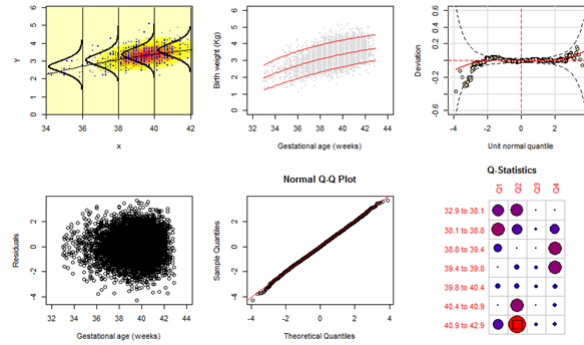 y
6
5
4
3
2
1
0
34 36 38 40 42
x
Birth weight (Kg)
6
5
4
3
2
1
0
32 34 36 38 40 42 44
Gestational age (weeks)
Deviation
0.6
0.4
0.2
-0.2
-0.6
-4 -2 0 2
Unit normal quantile
Residuals
2
0
-2
-4
32 34 36 38 40 42 44
Gestational age (weeks)
Normal Q-Q Plot
Sample Quantiles
2
0
-2
-4
-4 -2 0 2 4
Theoretical Quantiles
Q-Statistics
Q1 Q2 Q3 Q4
32.9 to 38.1
38.1 to 38.8
38.8 to 39.4
39.4 to 39.8
39.8 to 40.4
40.4 to 40.9
40.9 to 42.9